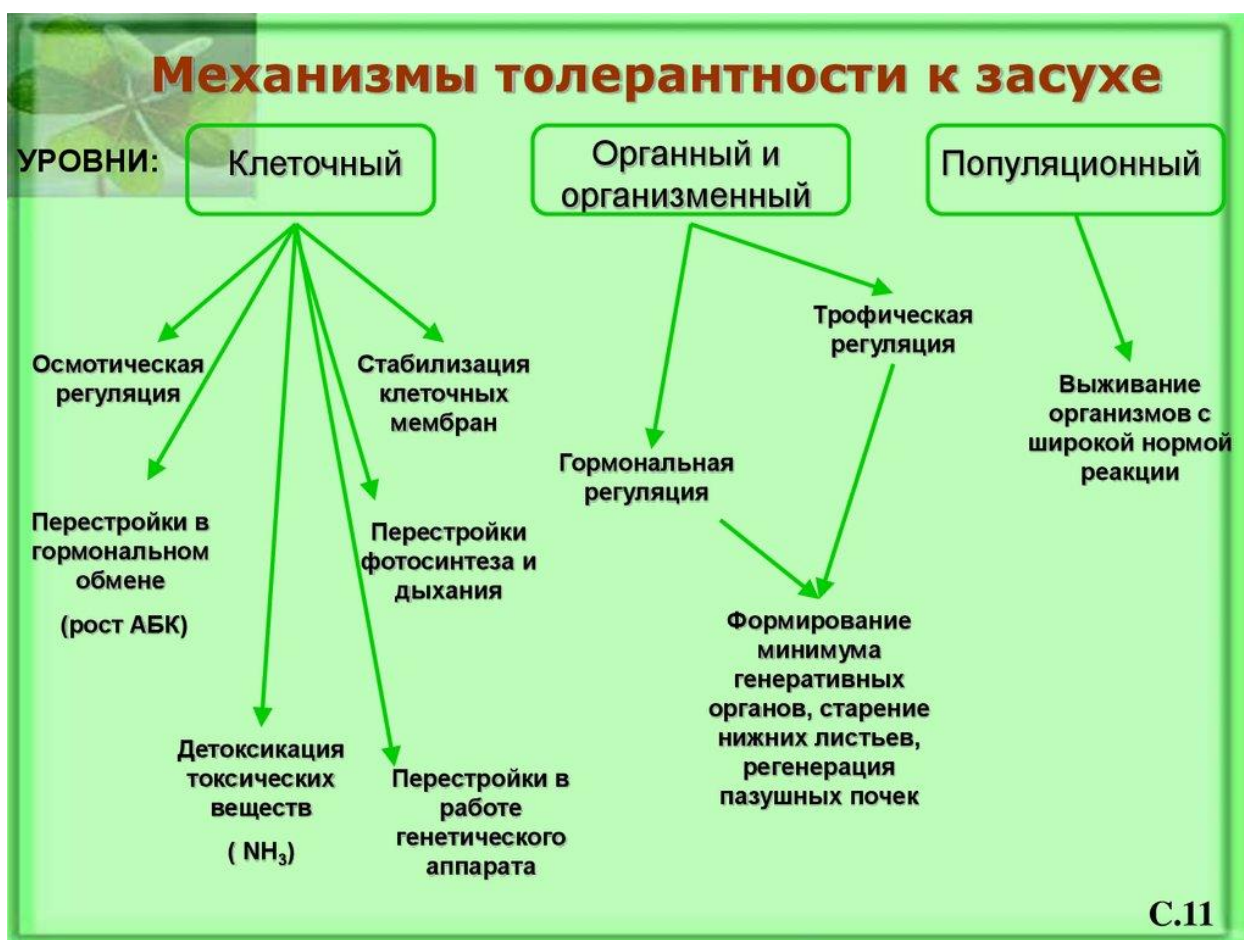 Механизмы толерантности к засухе
УРОВНИ:
Клеточный
Органный и
организменный
Популяционный
Осмотическая
регуляция
Стабилизация
клеточных
мембран
Перестройки в
гормональном
обмене
(рост АБК)
Перестройки
фотосинтеза и
дыхания
Детоксикация
токсических
веществ
( NH₃)
Перестройки в
работе
генетического
аппарата
Трофическая
регуляция
Гормональная
регуляция
Формирование
минимума
генеративных
органов, старение
нижних листьев,
регенерация
пазушных почек
Выживание
организмов с
широкой нормой
реакции
С.11